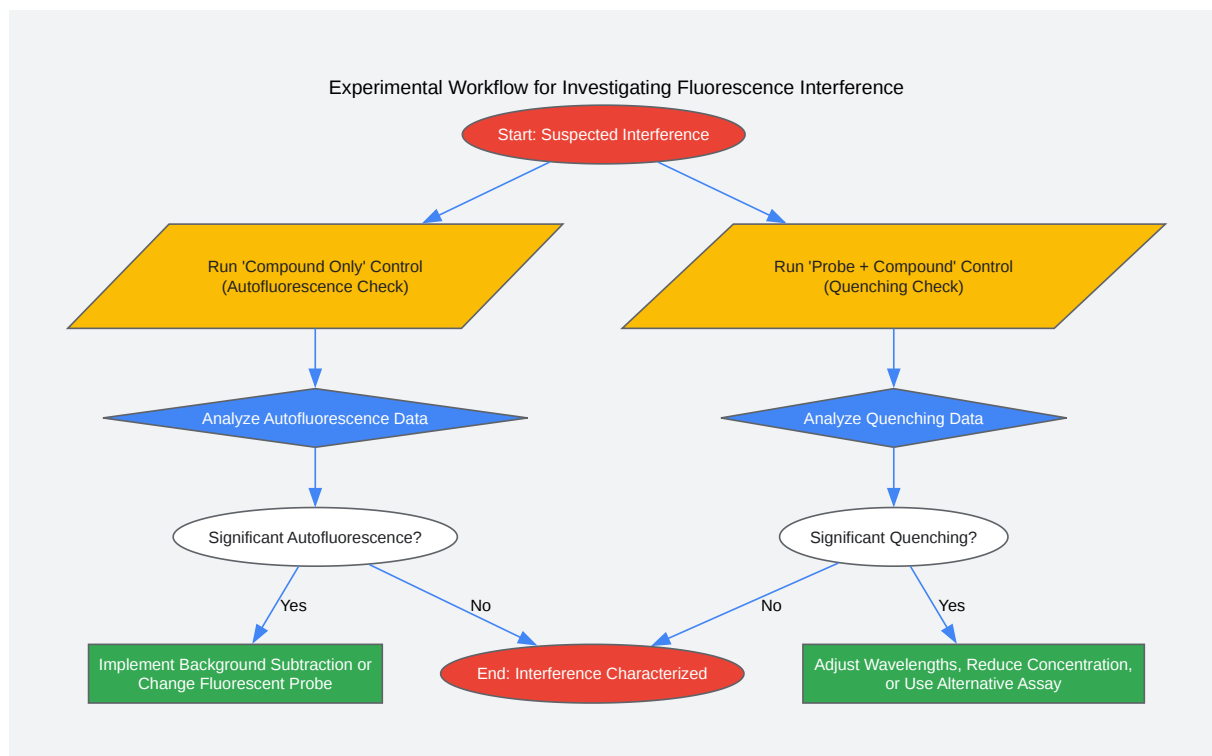 Experimental Workflow for Investigating Fluorescence Interference
Start: Suspected Interference
Run 'Compound Only' Control
(Autofluorescence Check)
Run 'Probe + Compound' Control
(Quenching Check)
Analyze Autofluorescence Data
Analyze Quenching Data
Significant Autofluorescence?
Significant Quenching?
Yes
No
No
Yes
Implement Background Subtraction or
Change Fluorescent Probe
End: Interference Characterized
Adjust Wavelengths, Reduce Concentration,
or Use Alternative Assay